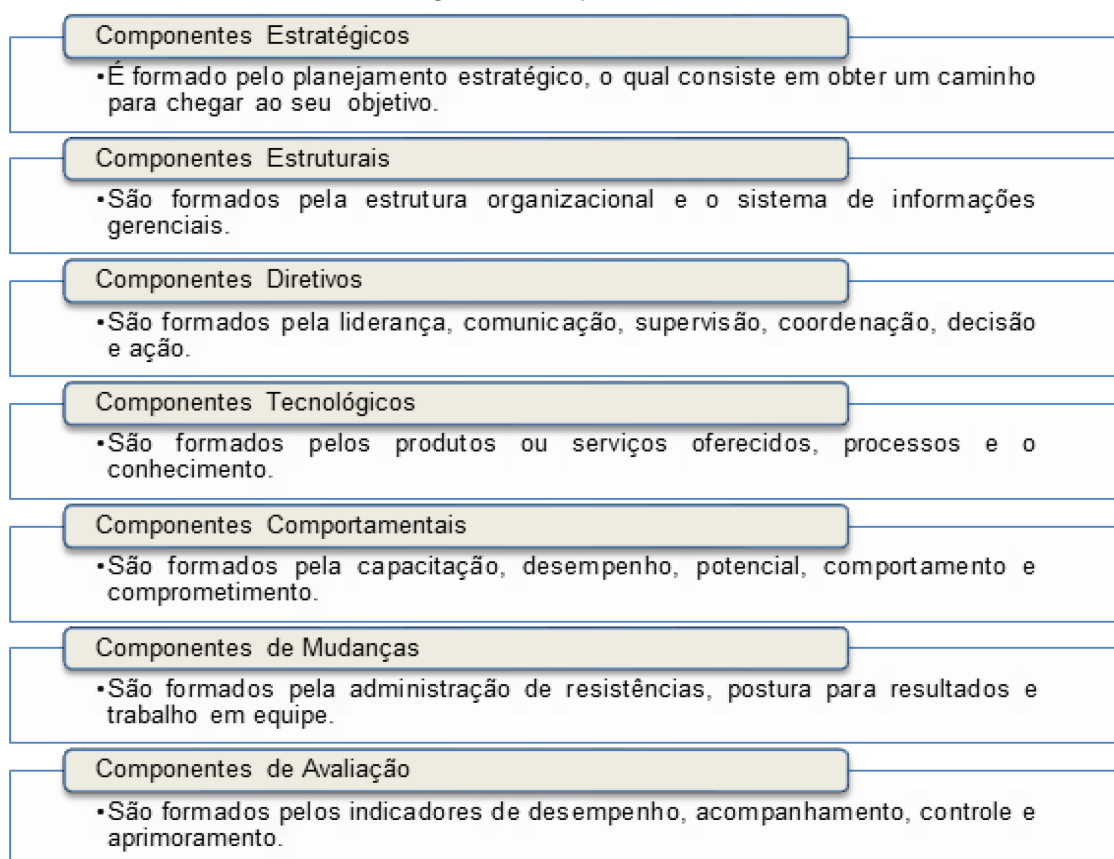 Componentes Estratégicos
•É formado pelo planejamento estratégico, o qual consiste em obter um caminho
para chegar ao seu objetivo.
Componentes Estruturais
•São formados pela estrutura organizacional e o sistema de informações
gerenciais.
Componentes Diretivos
•São formados pela liderança, comunicação, supervisão, coordenação, decisão
e ação.
Componentes Tecnológicos
•São formados pelos produtos ou serviços oferecidos, processos e o
conhecimento.
Componentes Comportamentais
•São formados pela capacitação, desempenho, potencial, comportamento e
comprometimento.
Componentes de Mudanças
•São formados pela administração de resistências, postura para resultados e
trabalho em equipe.
Componentes de Avaliação
•São formados pelos indicadores de desempenho, acompanhamento, controle e
aprimoramento.